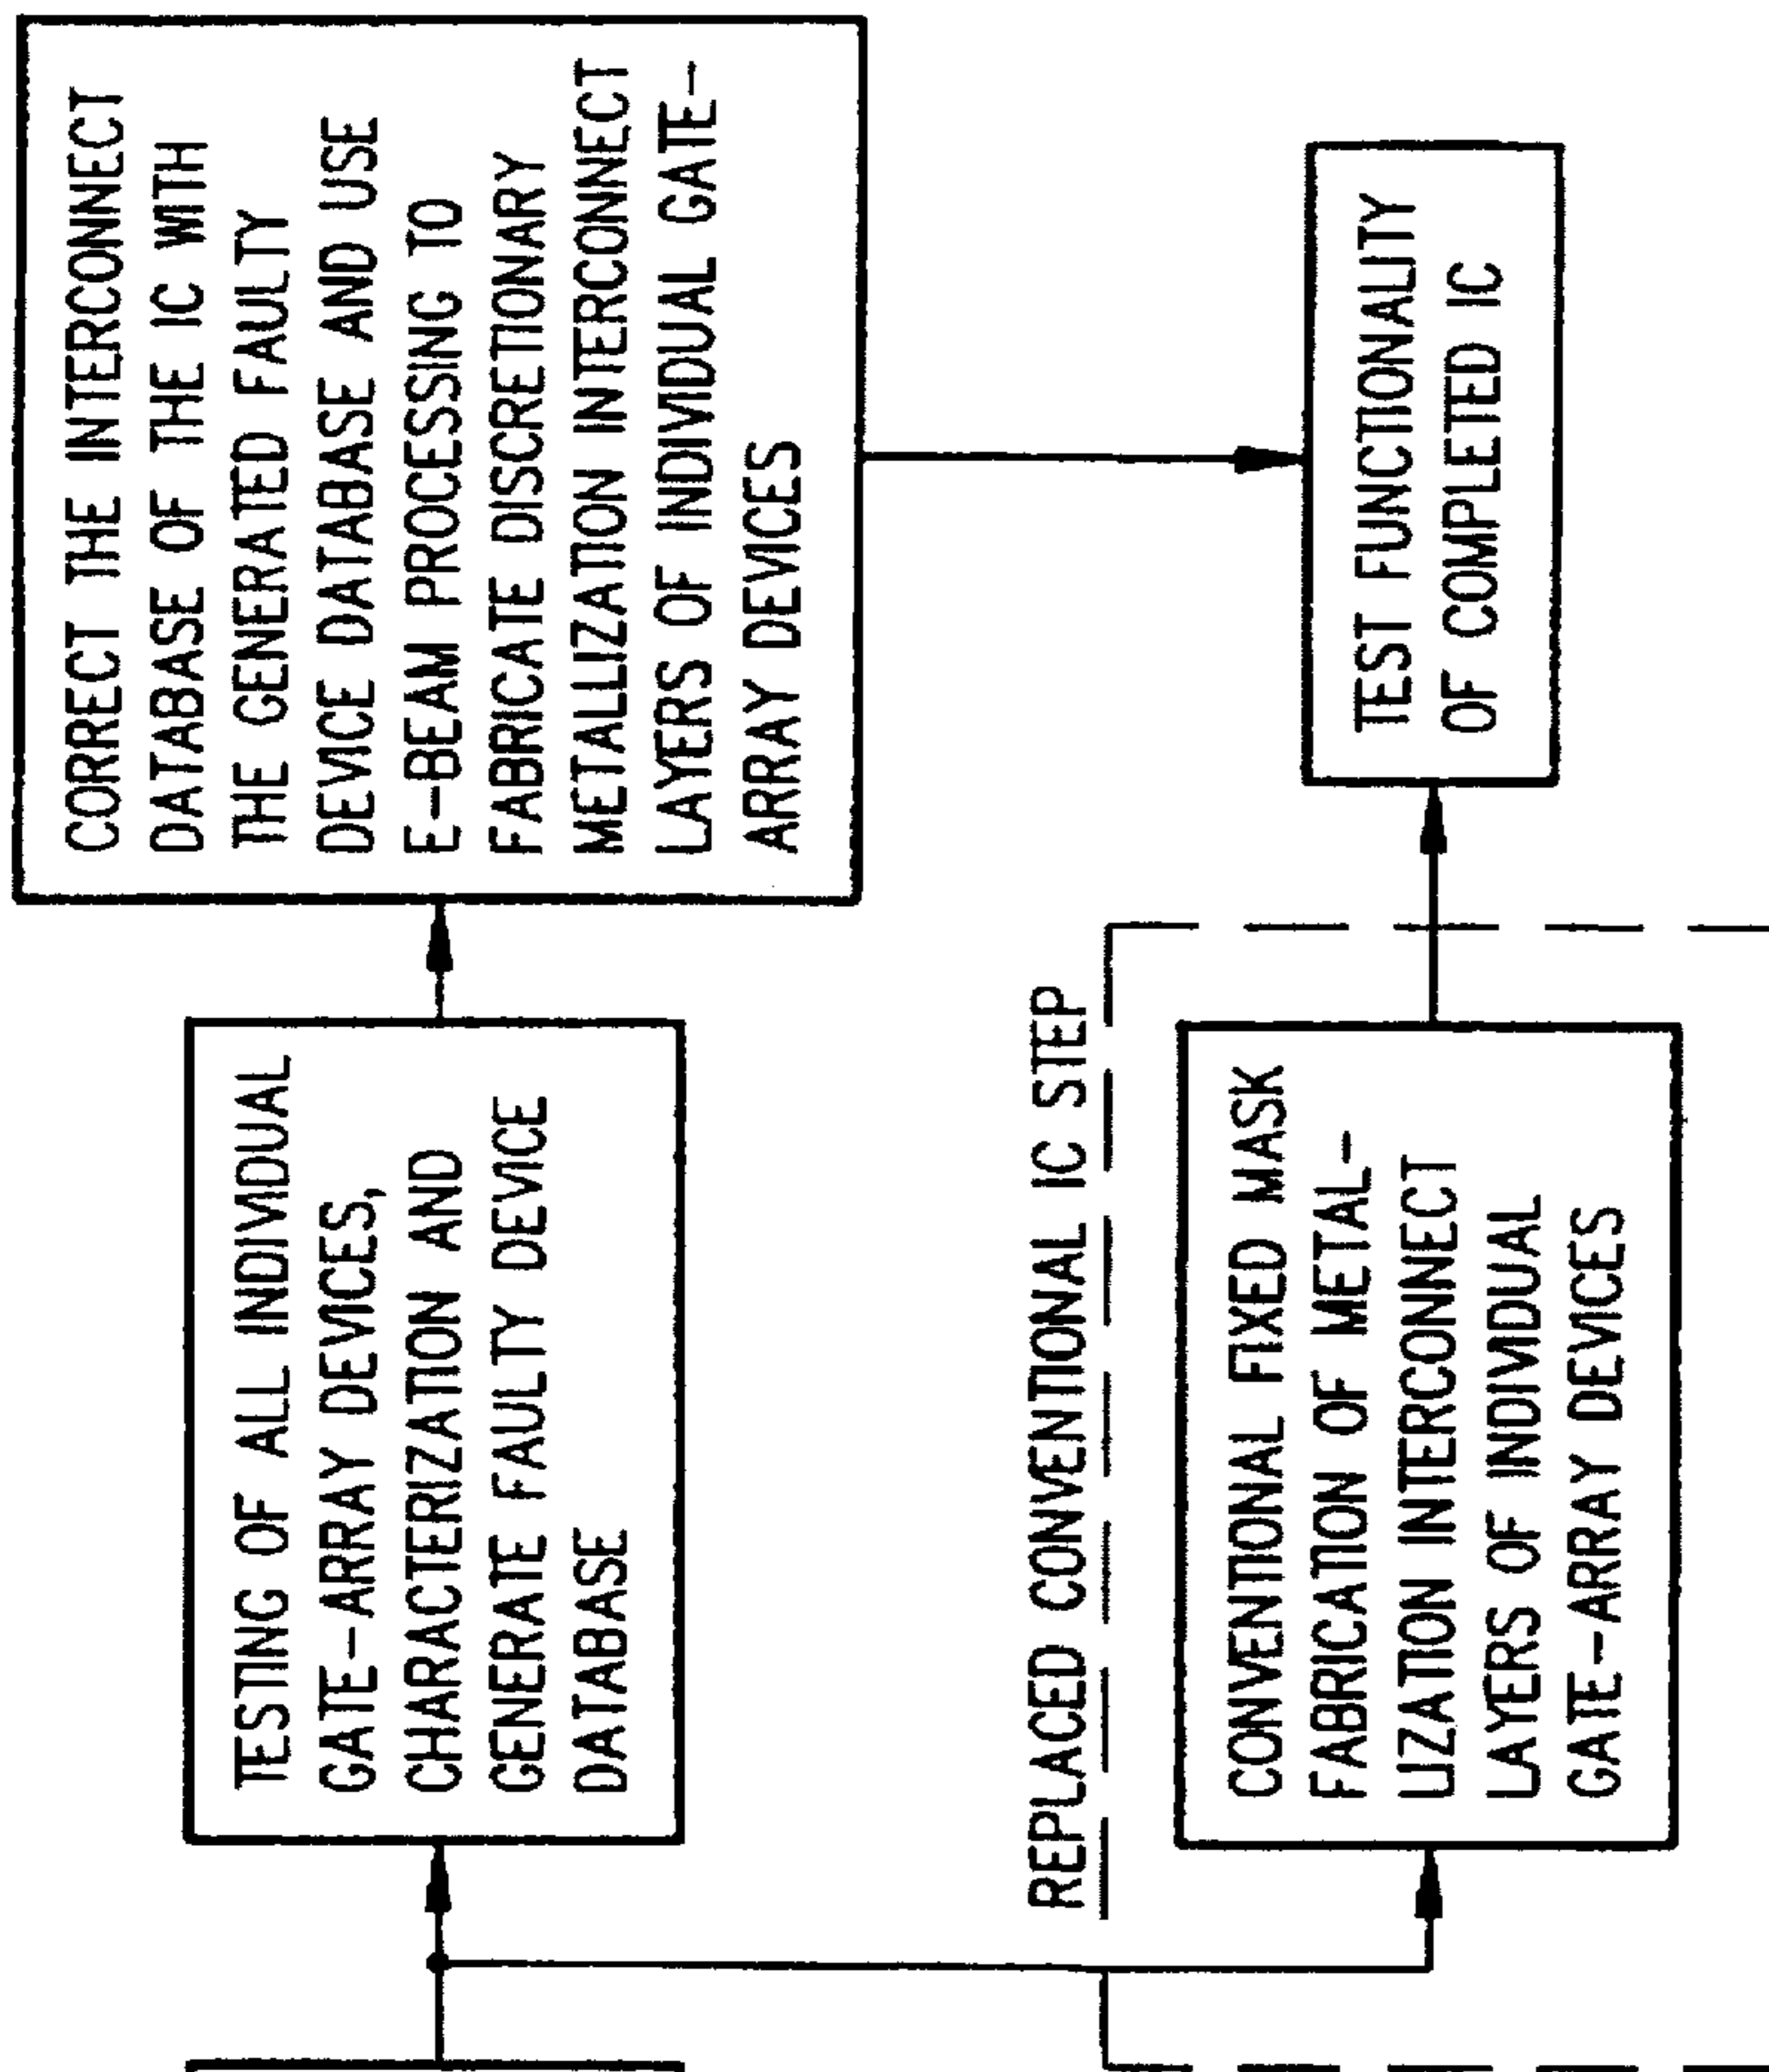 TESTING OF ALL INDIVIDUAL
GATE-ARRAY DEVICES,
CHARACTERIZATION AND
GENERATE FAULTY DEVICE
DATABASE
CORRECT THE INTERCONNECT
DATABASE OF THE IC WITH
THE GENERATED FAULTY
DEVICE DATABASE AND USE
E-BEAM PROCESSING TO
FABRICATE DISCRETIONARY
METALLIZATION INTERCONNECT
LAYERS OF INDIVIDUAL GATE-
ARRAY DEVICES
REPLACED CONVENTIONAL IC STEP
CONVENTIONAL FIXED MASK
FABRICATION OF METAL-
LIZATION INTERCONNECT
LAYERS OF INDIVIDUAL
GATE-ARRAY DEVICES
TEST FUNCTIONALITY
OF COMPLETED IC